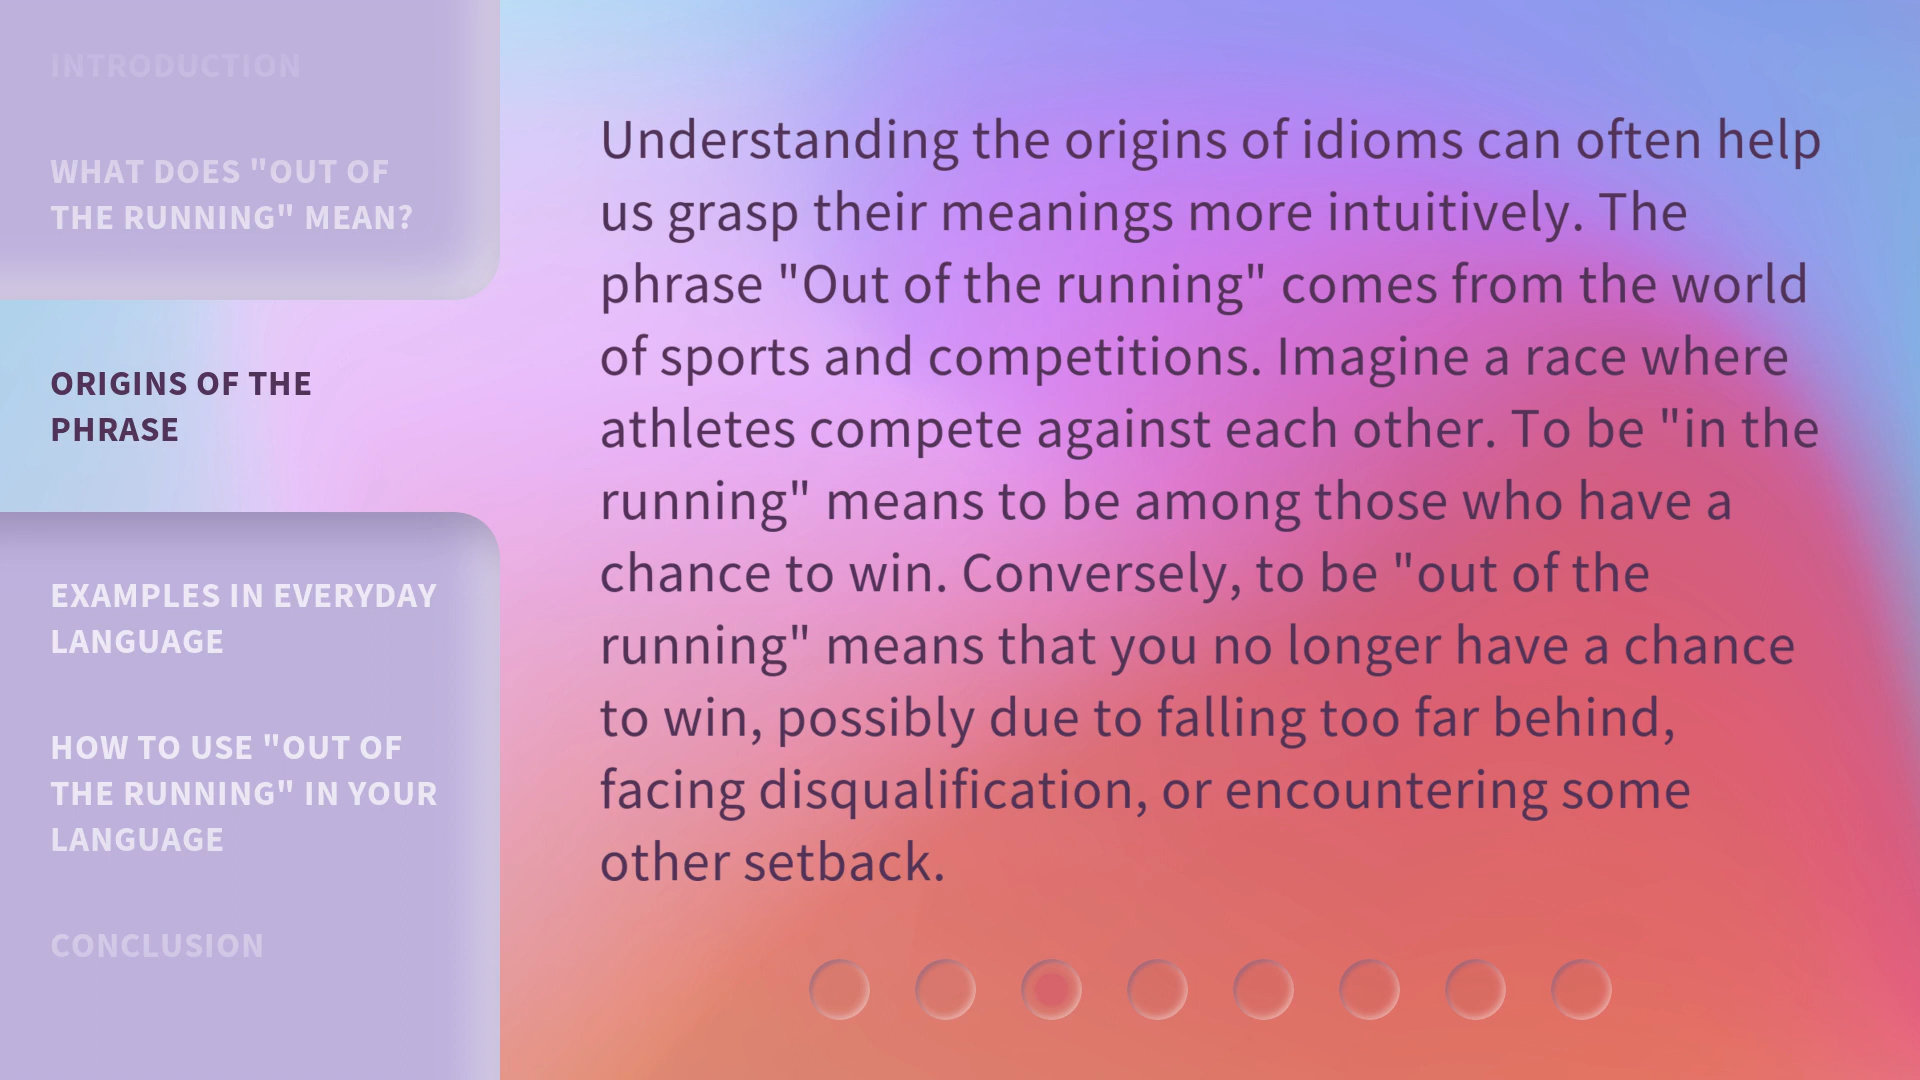 INTRODUCTION
WHAT DOES "OUT OF
THE RUNNING" MEAN?
ORIGINS OF THE
PHRASE
EXAMPLES IN EVERYDAY
LANGUAGE
HOW TO USE "OUT OF
THE RUNNING" IN YOUR
LANGUAGE
CONCLUSION
Understanding the origins of idioms can often help
us grasp their meanings more intuitively. The
phrase "Out of the running" comes from the world
of sports and competitions. Imagine a race where
athletes compete against each other. To be "in the
running" means to be among those who have a
chance to win. Conversely, to be "out of the
running" means that you no longer have a chance
to win, possibly due to falling too far behind,
facing disqualification, or encountering some
other setback.